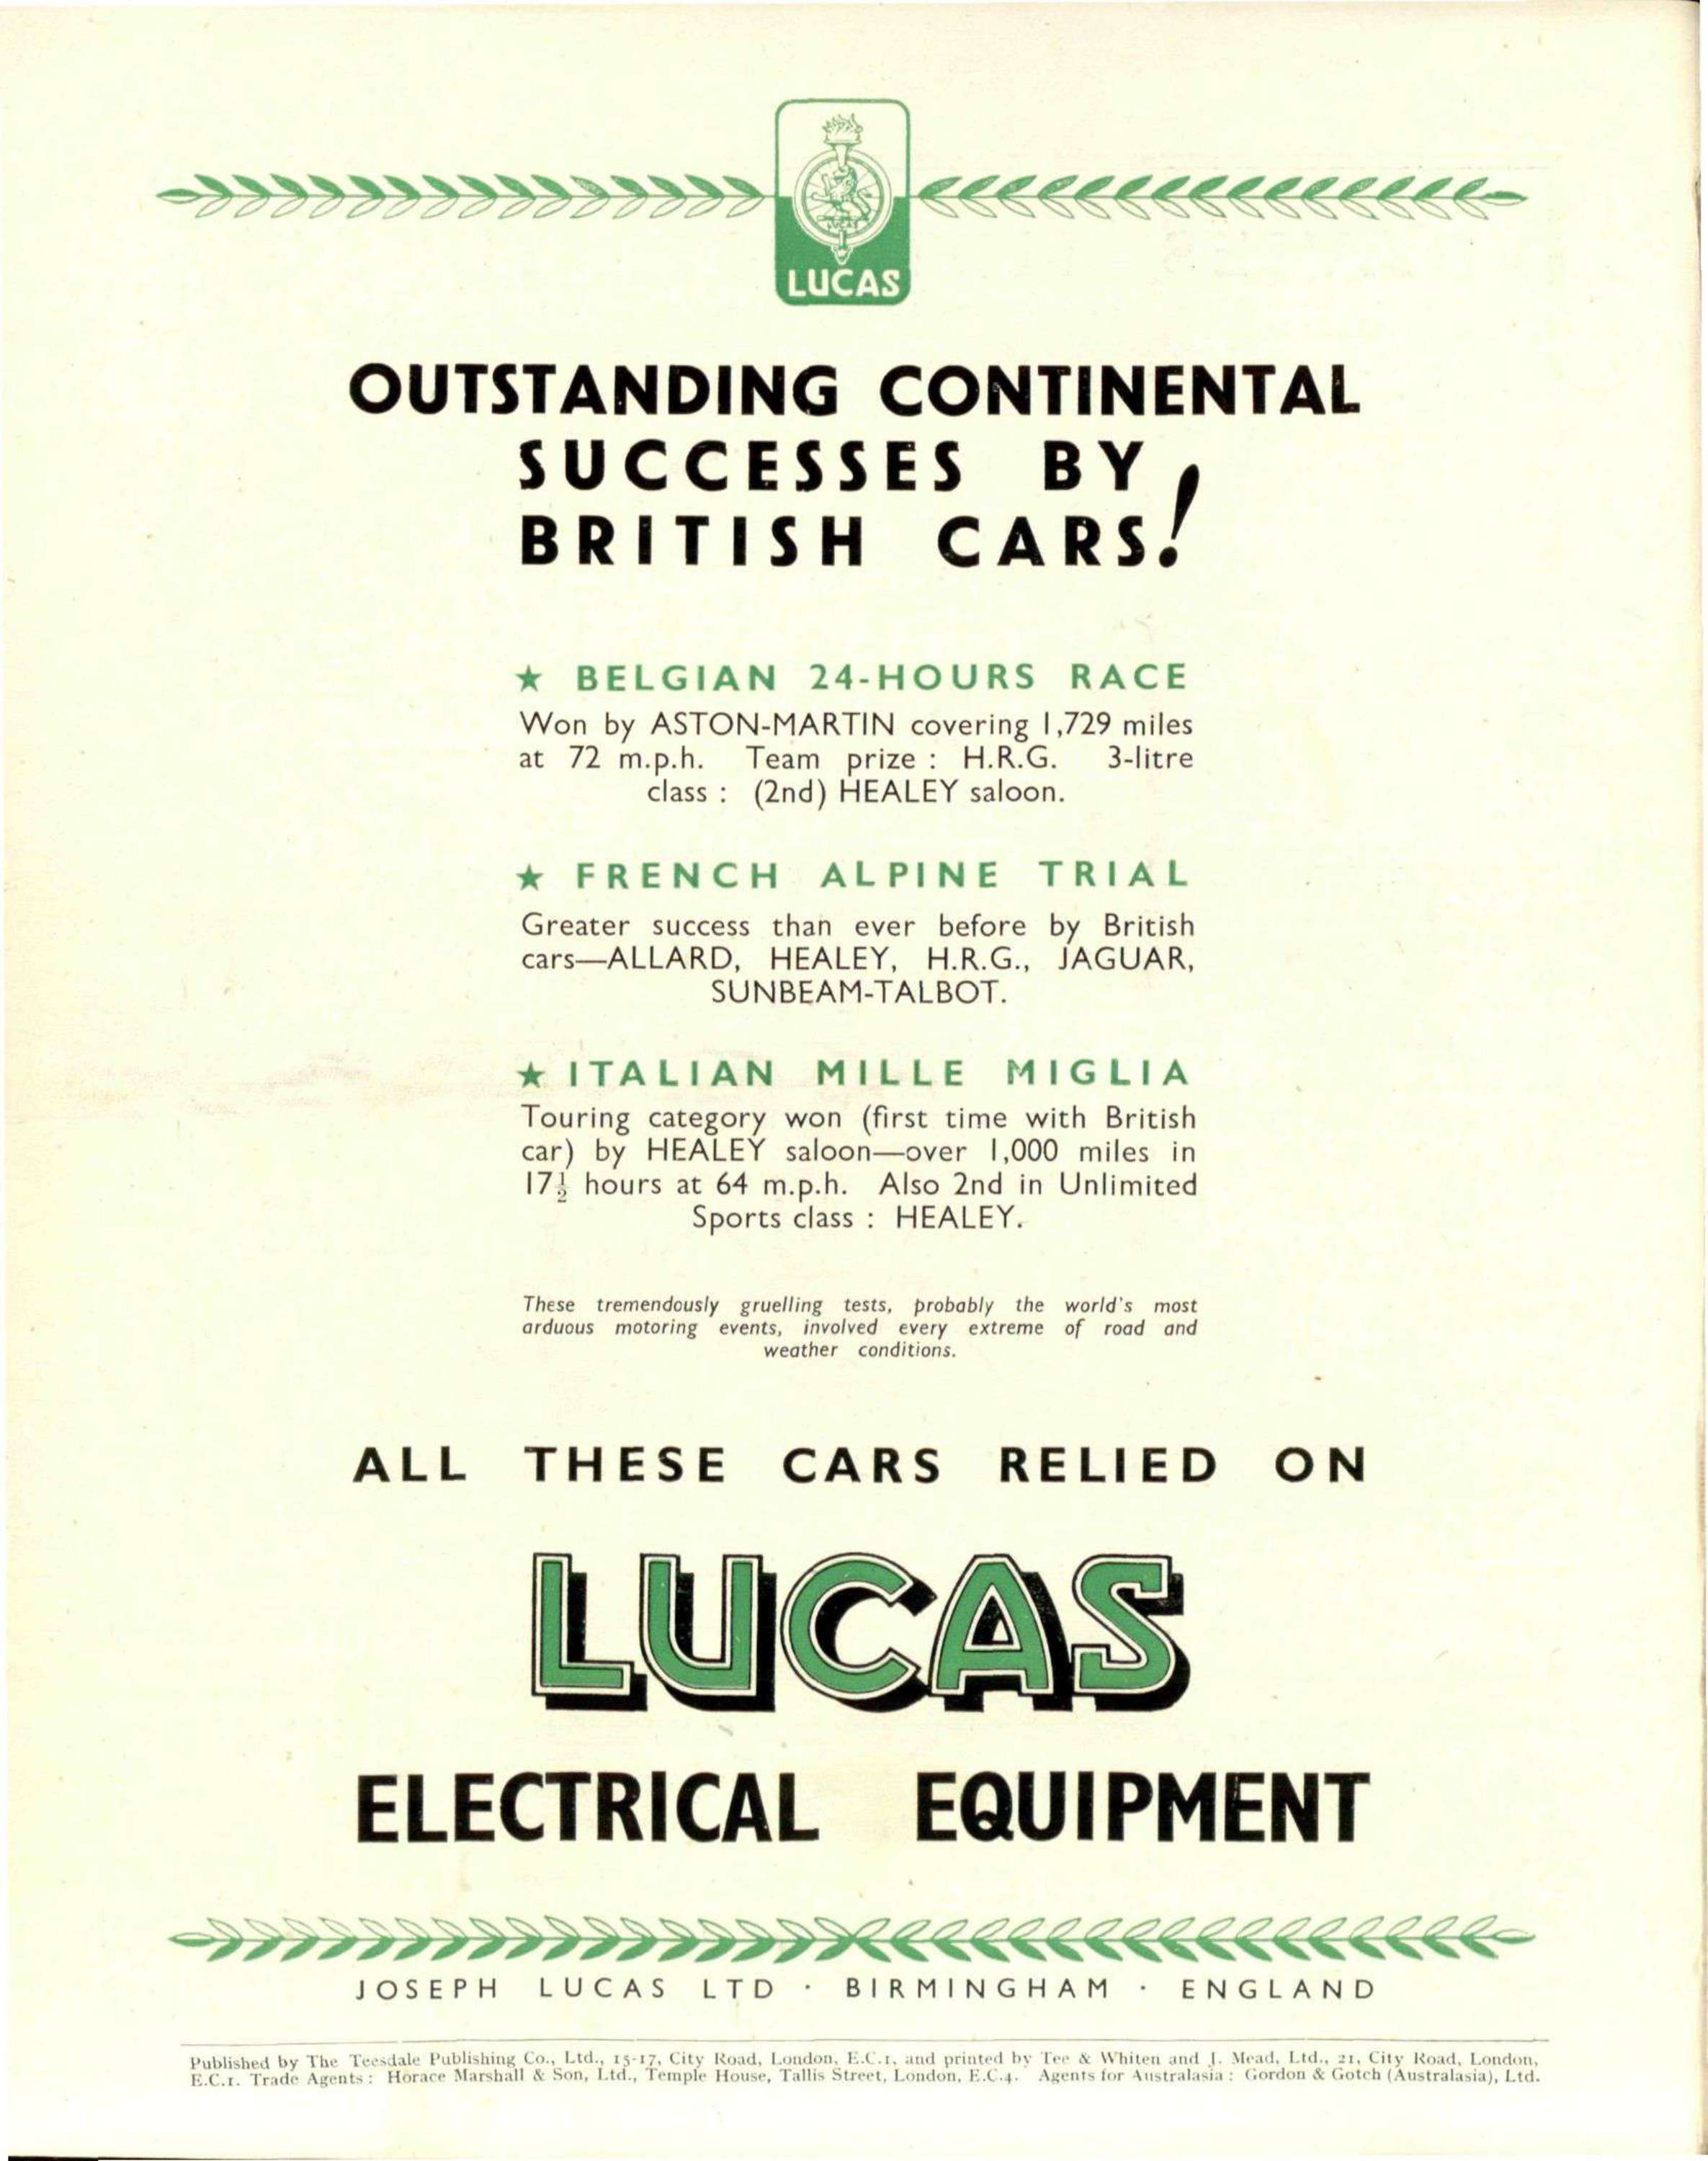 LUCAS
LUCAS
OUTSTANDING CONTINENTAL
SUCCESSES BY
BRITISH CARS!
★ BELGIAN 24-HOURS RACE
Won by ASTON-MARTIN covering 1,729 miles
at 72 m.p.h. Team prize : H.R.G. 3-litre
class : (2nd) HEALEY saloon.
★ FRENCH ALPINE TRIAL
Greater success than ever before by British
cars—ALLARD, HEALEY, H.R.G., JAGUAR,
SUNBEAM-TALBOT.
★ ITALIAN MILLE MIGLIA
Touring category won (first time with British
car) by HEALEY saloon—over 1,000 miles in
17½ hours at 64 m.p.h. Also 2nd in Unlimited
Sports class : HEALEY.
These tremendously gruelling tests, probably the world's most
arduous motoring events, involved every extreme of road and
weather conditions.
ALL THESE CARS RELIED ON
LUCAS
ELECTRICAL EQUIPMENT
JOSEPH LUCAS LTD · BIRMINGHAM · ENGLAND
Published by The Teesdale Publishing Co., Ltd., 15-17, City Road, London, E.C.1, and printed by Tee & Whiten and J. Mead, Ltd., 21, City Road, London,
E.C.1. Trade Agents : Horace Marshall & Son, Ltd., Temple House, Tallis Street, London, E.C.4. Agents for Australasia : Gordon & Gotch (Australasia), Ltd.